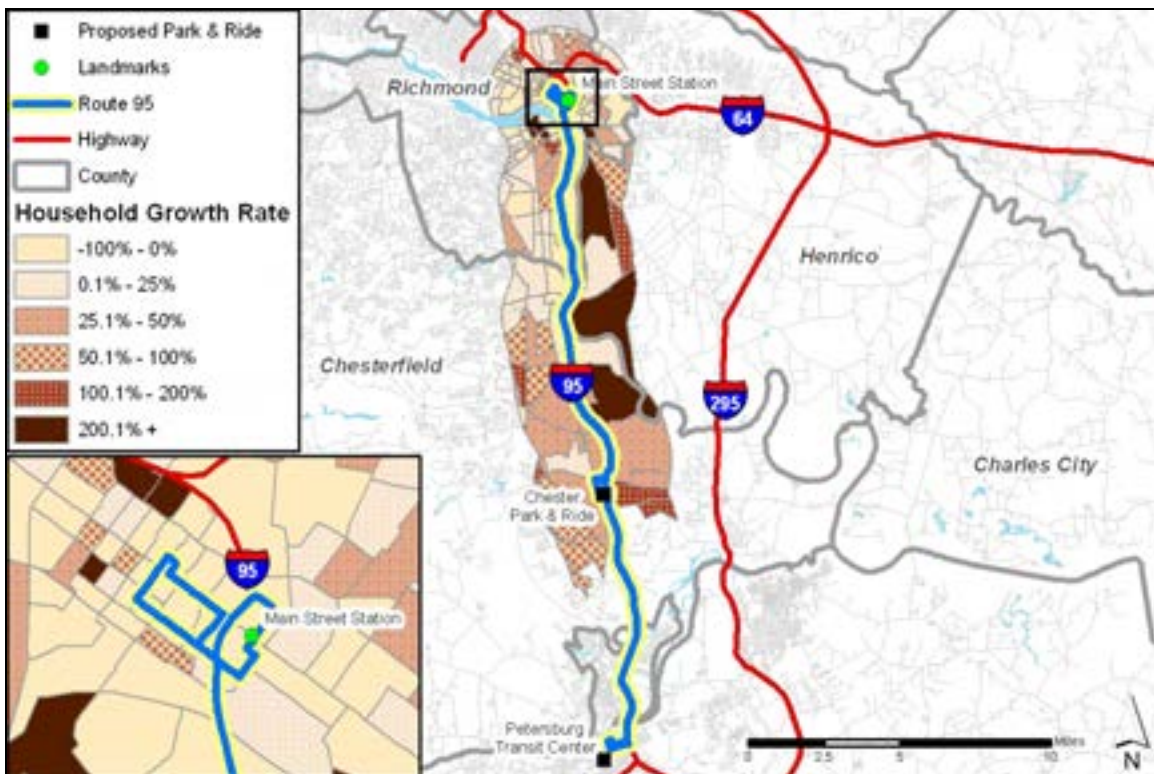 Proposed Park & Ride
Landmarks
Route 95
Highway
County
Household Growth Rate
-100% - 0%
0.1% - 25%
25.1% - 50%
50.1% - 100%
100.1% - 200%
200.1% +
Richmond
Main Street Station
64
Henrico
Chesterfield
95
295
Charles City
Chester
Park & Ride
95
Main Street Station
Petersburg
Transit Center
Miles
0 2.5 5 10
N